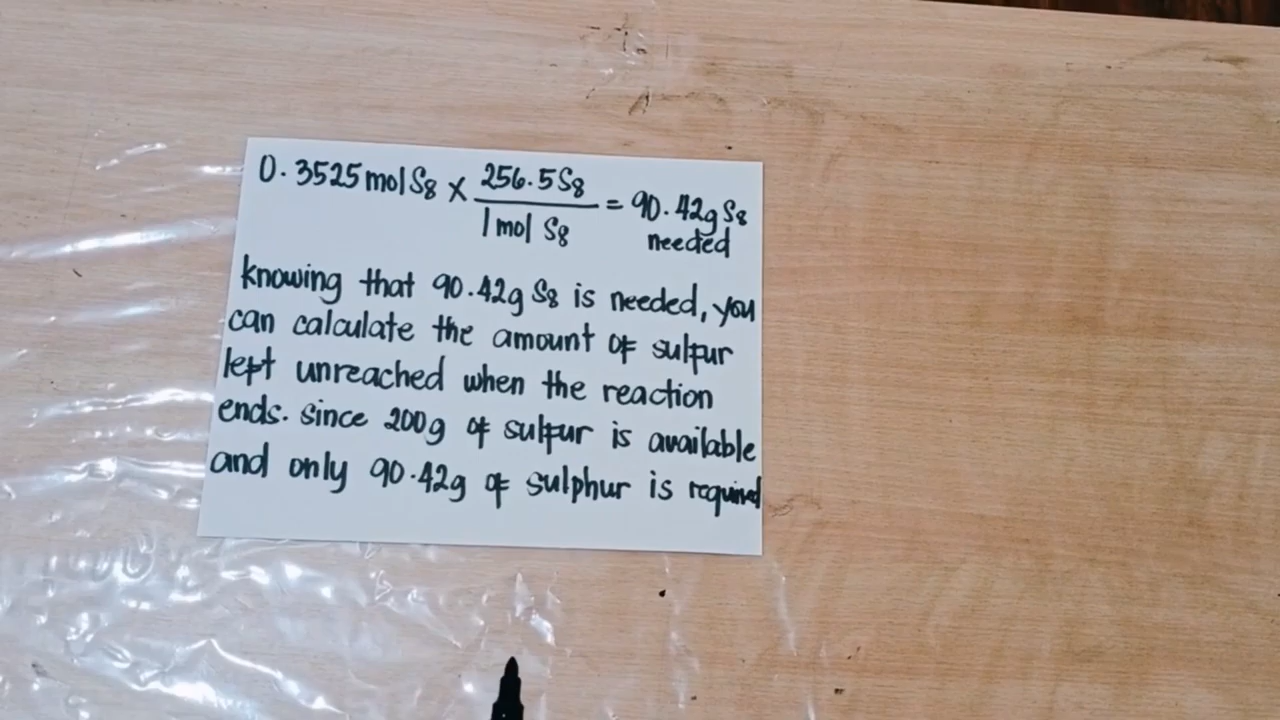 0.3525 mol S8 x 256.5 S8 / 1 mol S8 = 90.42g S8
needed
knowing that 90.42g S8 is needed, you
can calculate the amount of sulfur
left unreached when the reaction
ends. since 200g of sulfur is available
and only 90.42g of sulphur is required